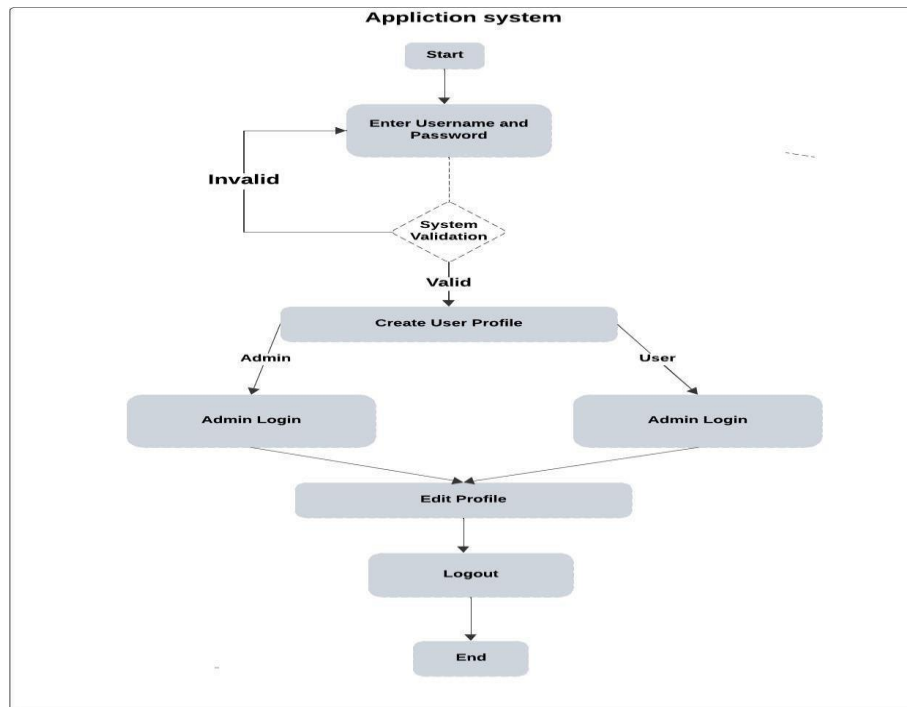 Appliction system
Start
Enter Username and
Password
Invalid
System
Validation
Valid
Create User Profile
Admin
User
Admin Login
Admin Login
Edit Profile
Logout
End